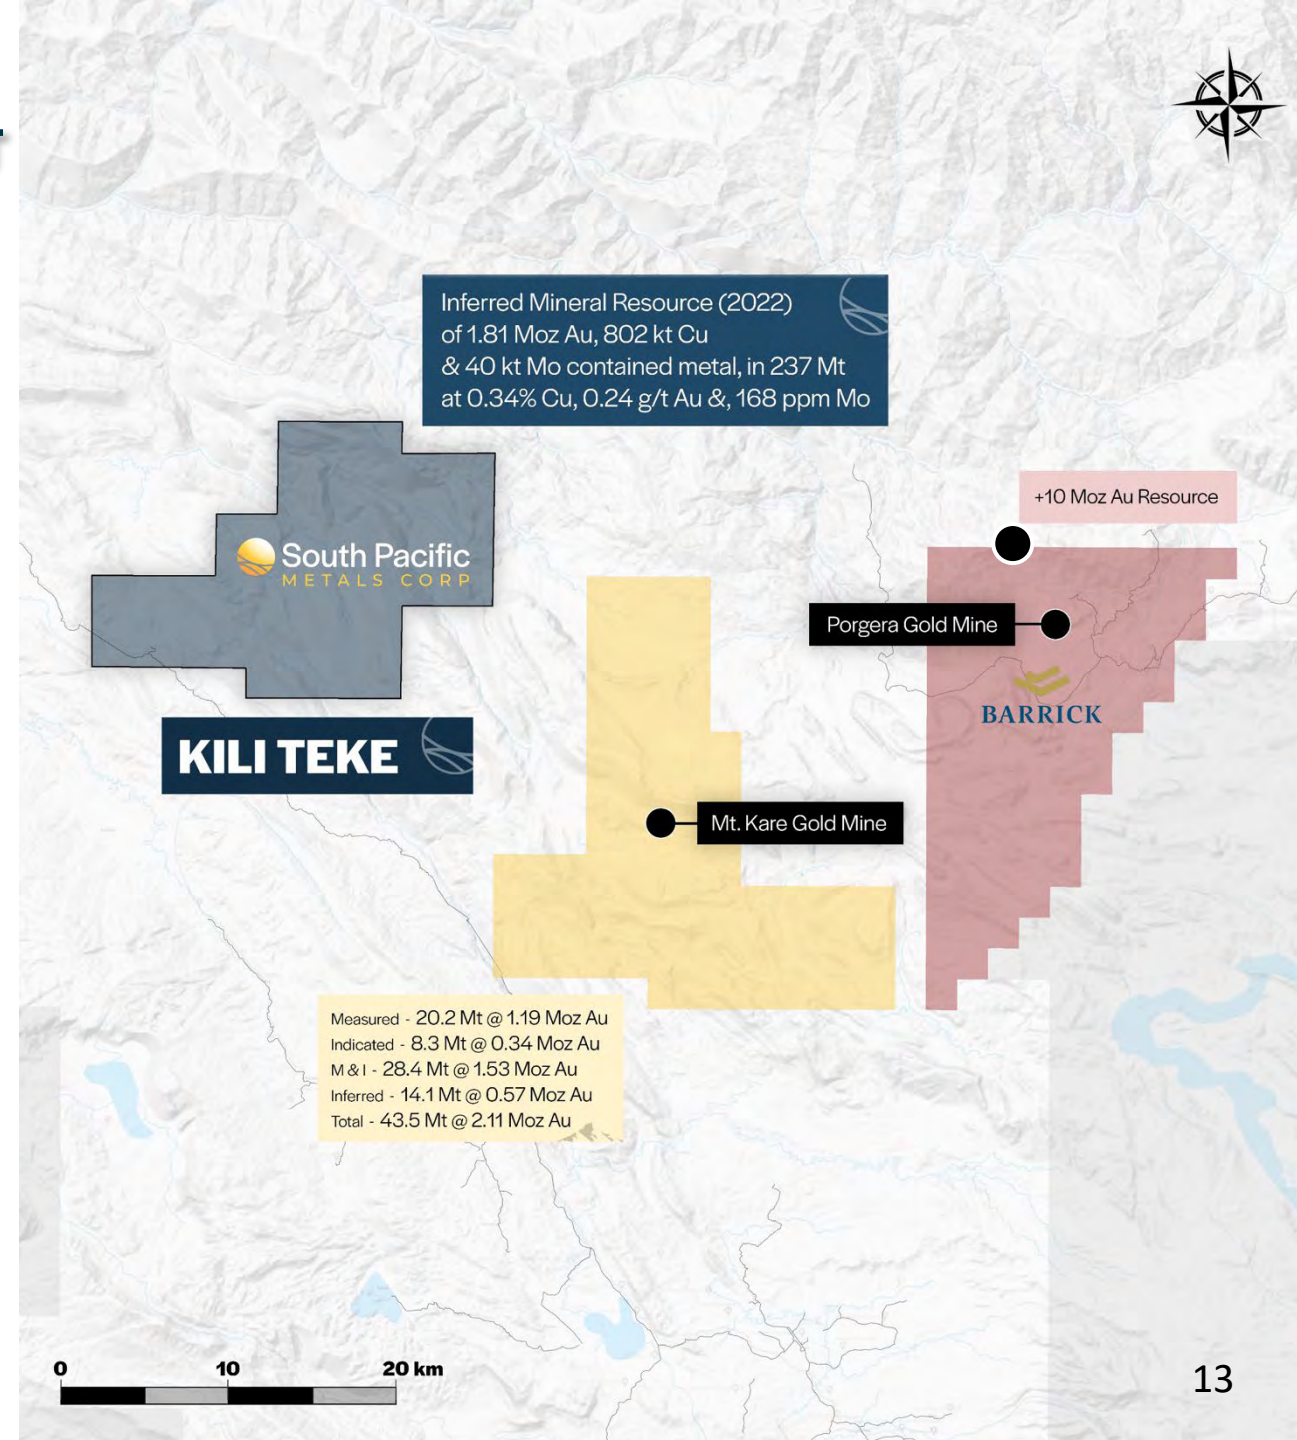 Inferred Mineral Resource (2022)
of 1.81 Moz Au, 802 kt Cu
& 40 kt Mo contained metal, in 237 Mt
at 0.34% Cu, 0.24 g/t Au &, 168 ppm Mo
+10 Moz Au Resource
South Pacific
METALS CORP
Porgera Gold Mine
BARRICK
KILI TEKE
Mt. Kare Gold Mine
Measured - 20.2 Mt @ 1.19 Moz Au
Indicated - 8.3 Mt @ 0.34 Moz Au
M & I - 28.4 Mt @ 1.53 Moz Au
Inferred - 14.1 Mt @ 0.57 Moz Au
Total - 43.5 Mt @ 2.11 Moz Au
0 10 20 km
13